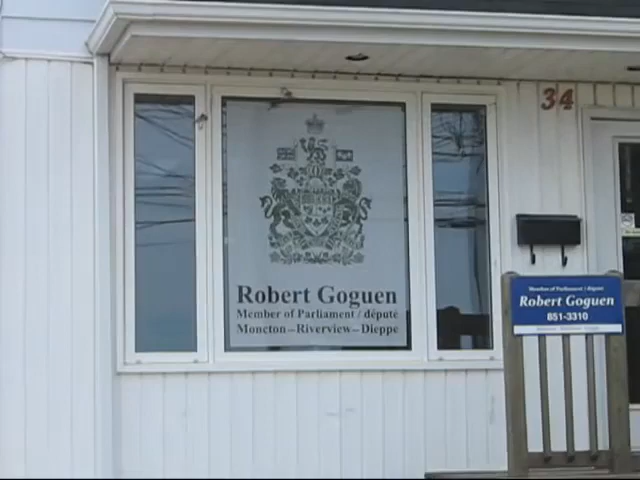 34
Robert Goguen
Member of Parliament / député
Moncton–Riverview–Dieppe
Member of Parliament / député
Robert Goguen
851-3310